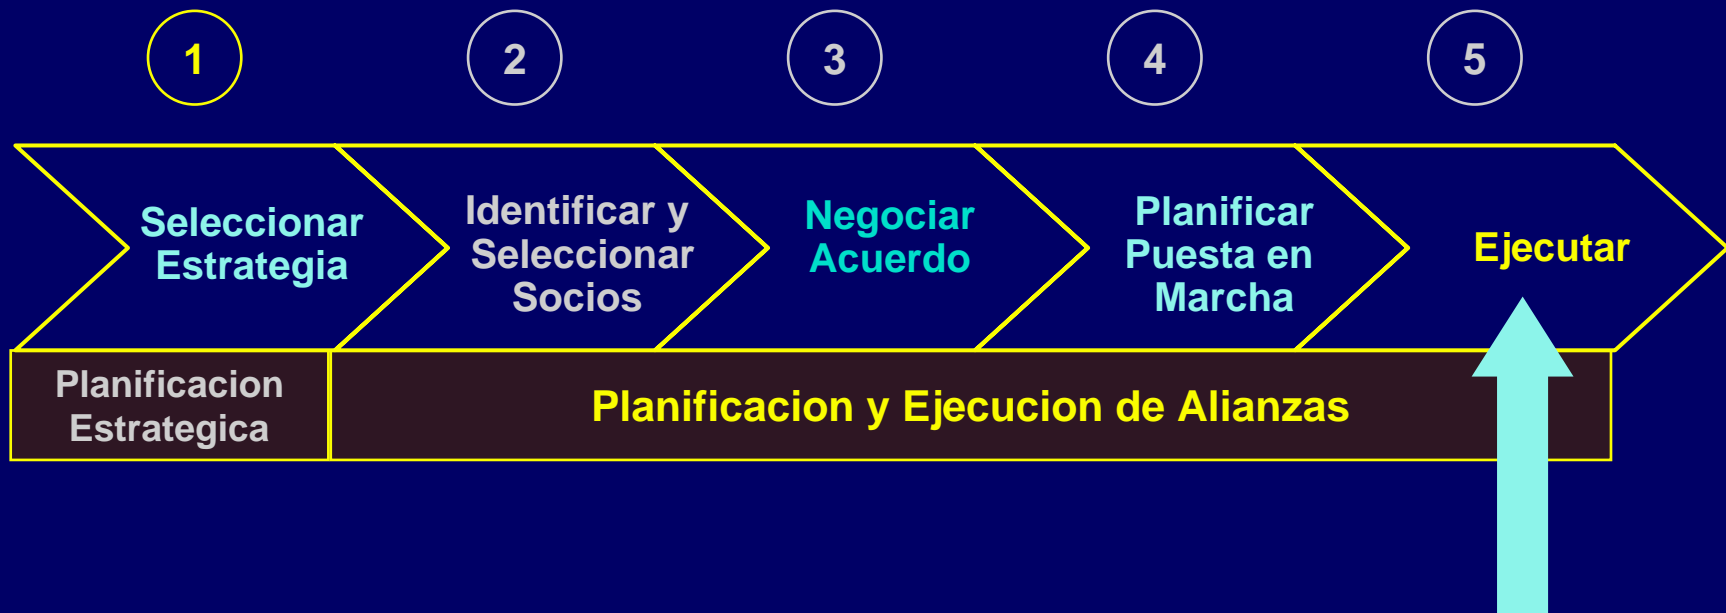 1
2
3
4
5
Seleccionar
Estrategia
Identificar y
Seleccionar
Socios
Negociar
Acuerdo
Planificar
Puesta en
Marcha
Ejecutar
Planificacion
Estrategica
Planificacion y Ejecucion de Alianzas